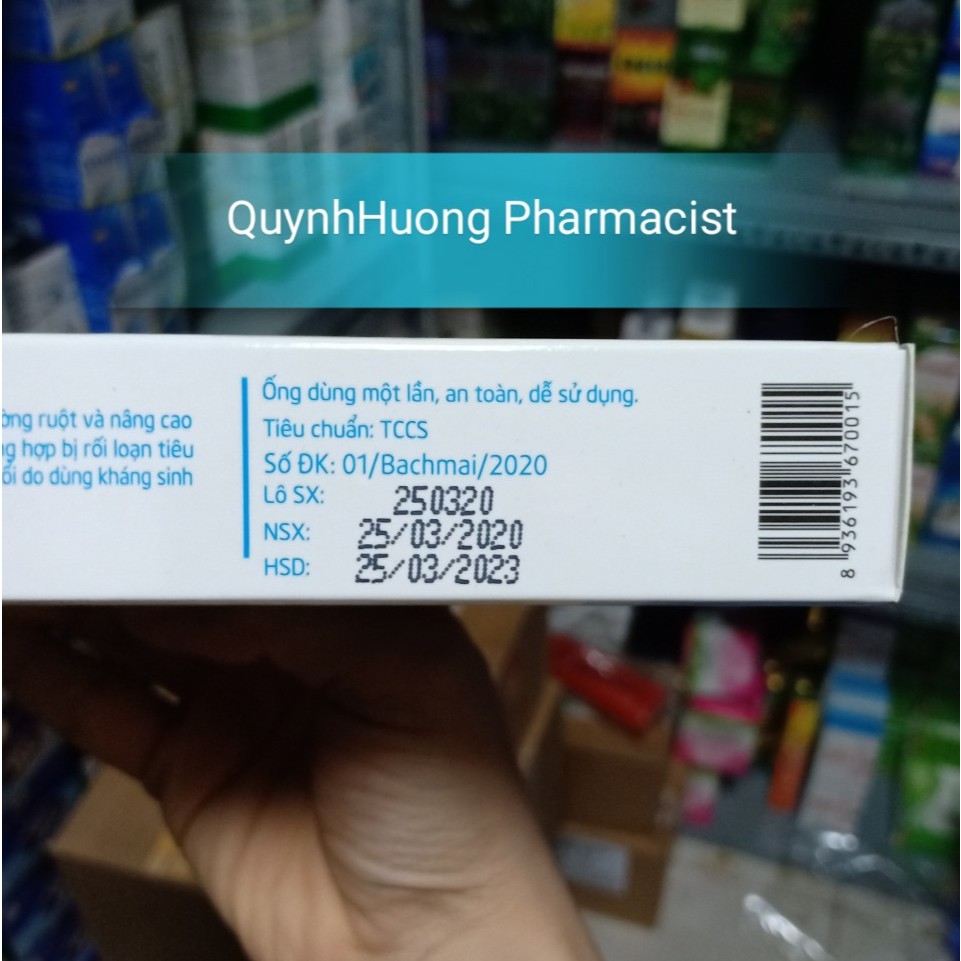 QuynhHuong Pharmacist
ruột và nâng cao
hợp bị rối loạn tiêu
do dùng kháng sinh
Ống dùng một lần, an toàn, dễ sử dụng.
Tiêu chuẩn: TCCS
Số ĐK: 01/Bachmai/2020
Lô SX: 250320
NSX: 25/03/2020
HSD: 25/03/2023
8 936193 670015